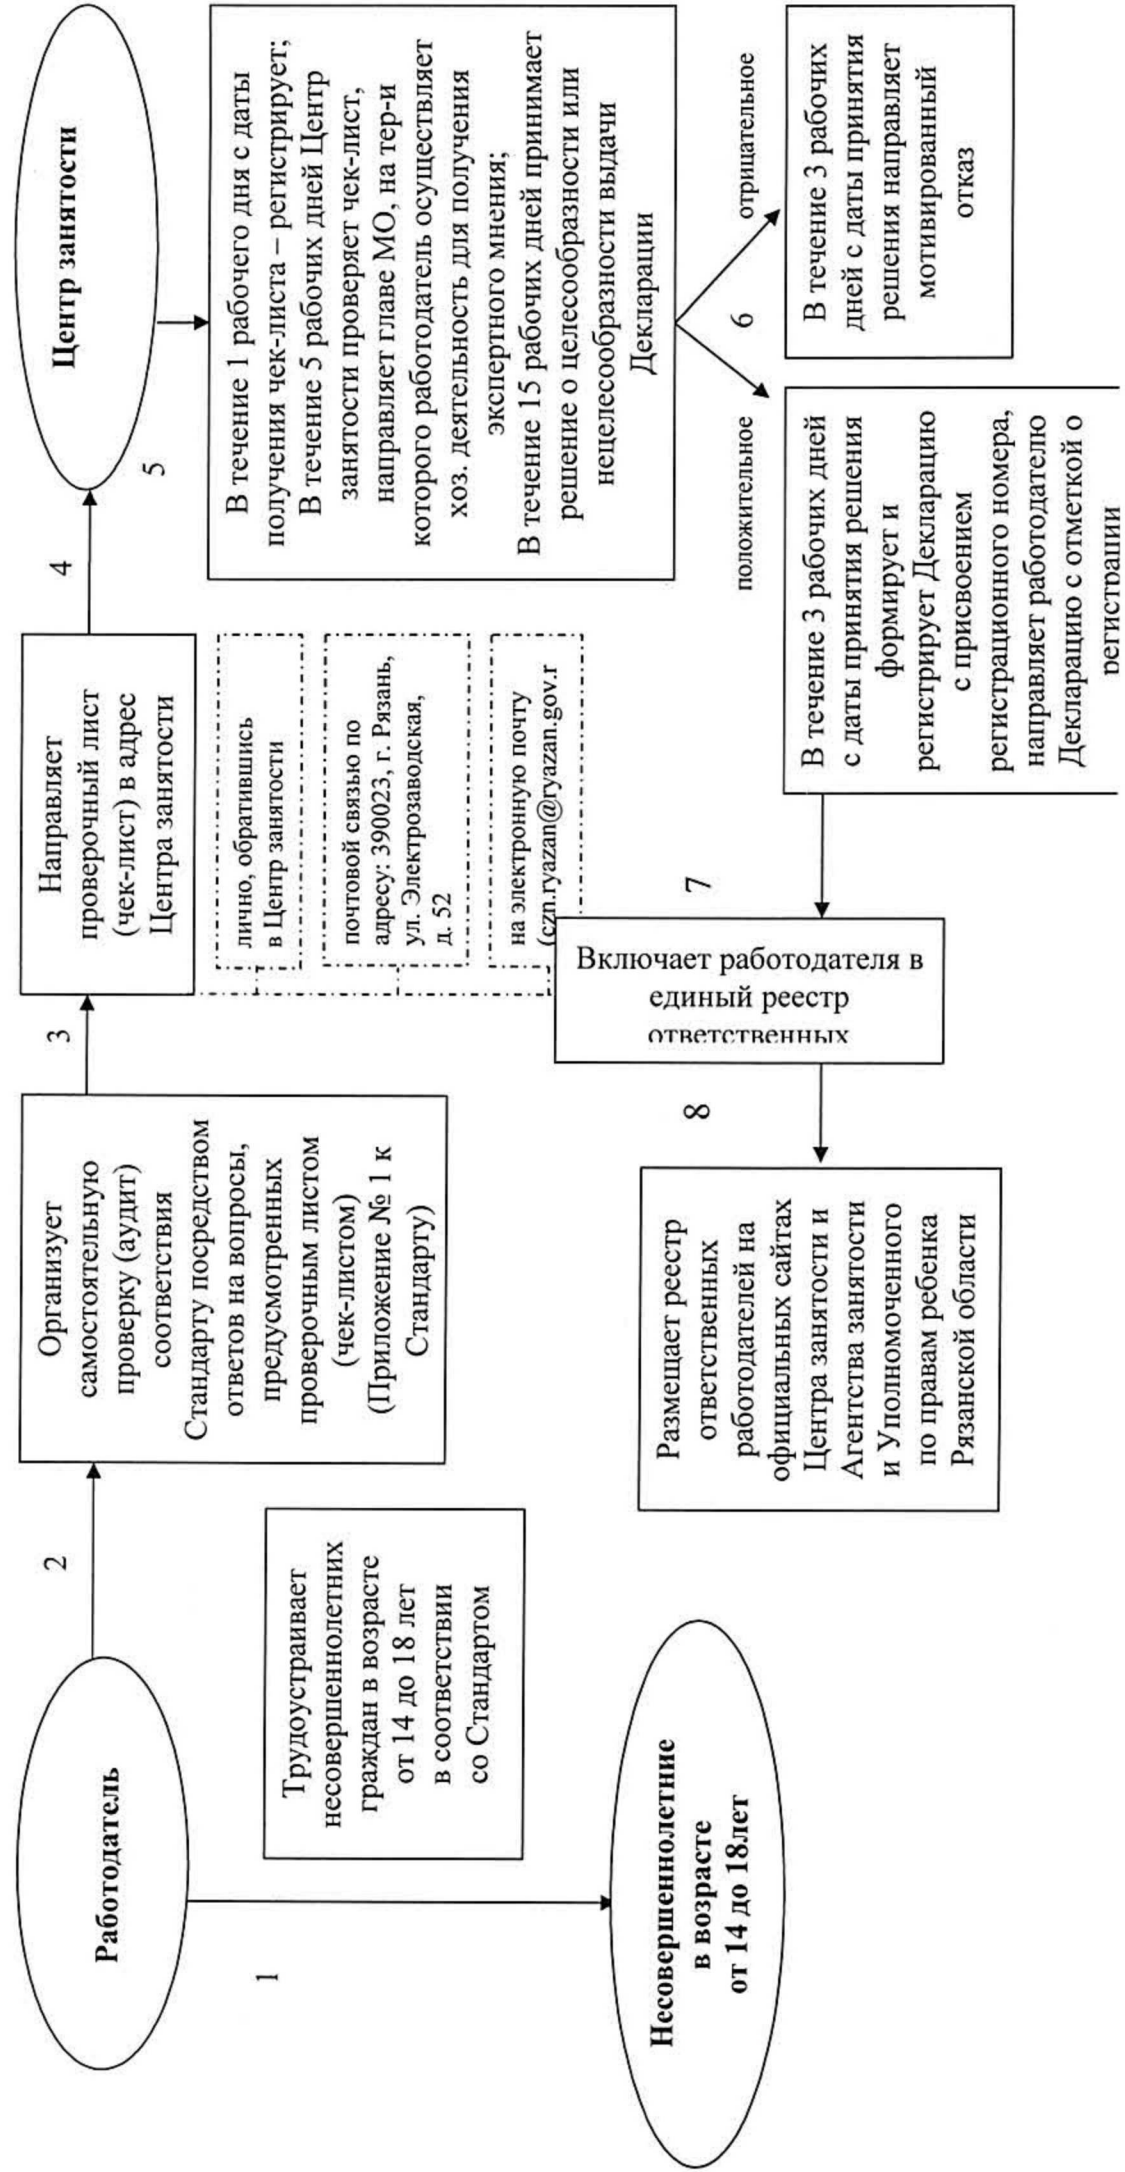 Работодатель
1
Несовершеннолетние
в возрасте
от 14 до 18лет
Трудоустраивает
несовершеннолетних
граждан в возрасте
от 14 до 18 лет
в соответствии
со Стандартом
2
Организует
самостоятельную
проверку (аудит)
соответствия
Стандарту посредством
ответов на вопросы,
предусмотренных
проверочным листом
(чек-листом)
(Приложение № 1 к
Стандарту)
3
Направляет
проверочный лист
(чек-лист) в адрес
Центра занятости
лично, обратившись
в Центр занятости
почтовой связью по
адресу: 390023, г. Рязань,
ул. Электрозаводская,
д. 52
на электронную почту
(czn.ryazan@ryazan.gov.r
4
Центр занятости
5
В течение 1 рабочего дня с даты
получения чек-листа – регистрирует;
В течение 5 рабочих дней Центр
занятости проверяет чек-лист,
направляет главе МО, на тер-и
которого работодатель осуществляет
хоз. деятельность для получения
экспертного мнения;
В течение 15 рабочих дней принимает
решение о целесообразности или
нецелесообразности выдачи
Декларации
6
отрицательное
В течение 3 рабочих
дней с даты принятия
решения направляет
мотивированный
отказ
положительное
В течение 3 рабочих дней
с даты принятия решения
формирует и
регистрирует Декларацию
с присвоением
регистрационного номера,
направляет работодателю
Декларацию с отметкой о
регистрации
7
Включает работодателя в
единый реестр
ответственных
8
Размещает реестр
ответственных
работодателей на
официальных сайтах
Центра занятости и
Агентства занятости
и Уполномоченного
по правам ребенка
Рязанской области